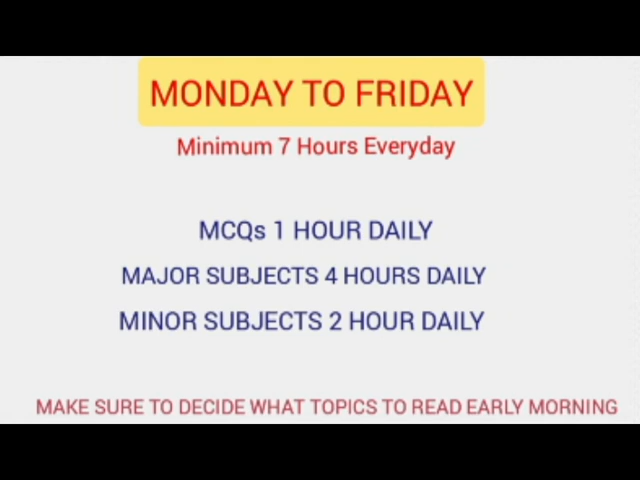 MONDAY TO FRIDAY
Minimum 7 Hours Everyday
MCQs 1 HOUR DAILY
MAJOR SUBJECTS 4 HOURS DAILY
MINOR SUBJECTS 2 HOUR DAILY
MAKE SURE TO DECIDE WHAT TOPICS TO READ EARLY MORNING